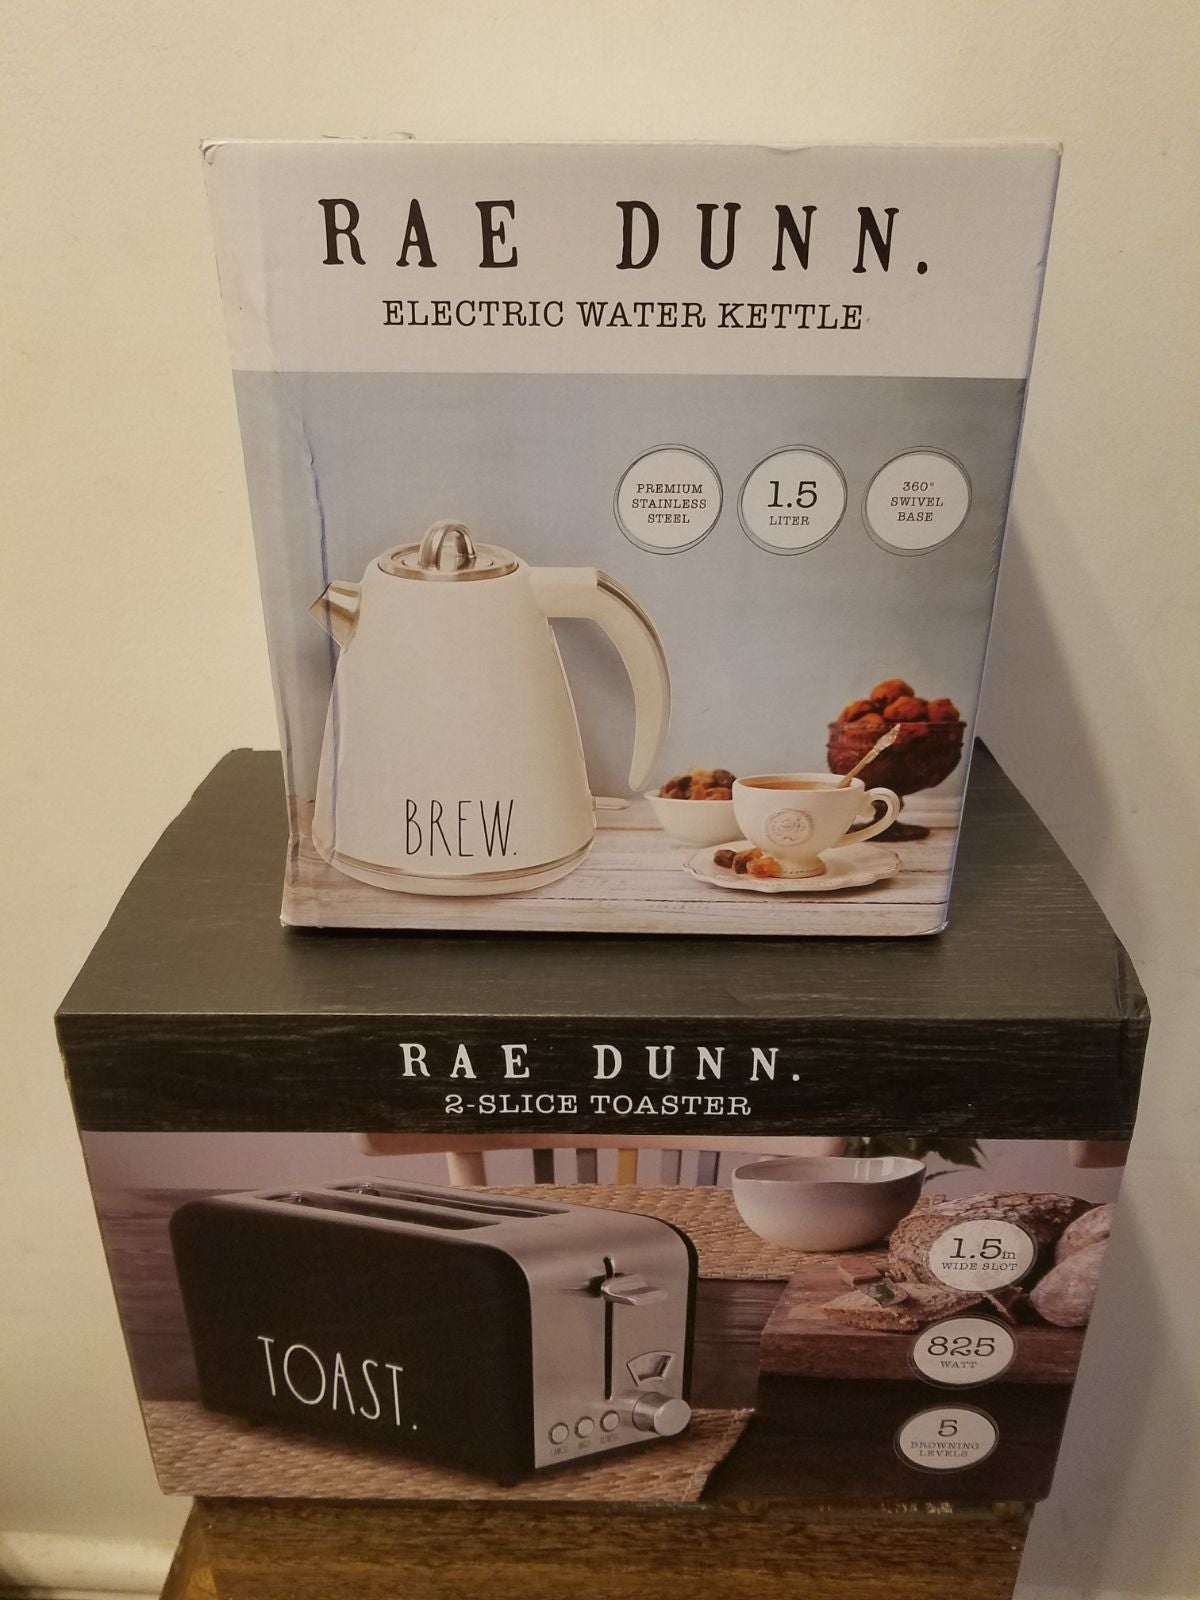 RAE DUNN.
ELECTRIC WATER KETTLE
PREMIUM
STAINLESS
STEEL
1.5
LITER
360°
SWIVEL
BASE
BREW.
RAE DUNN.
2-SLICE TOASTER
1.5in
WIDE SLOT
825
WATT
5
BROWNING
LEVELS
TOAST.